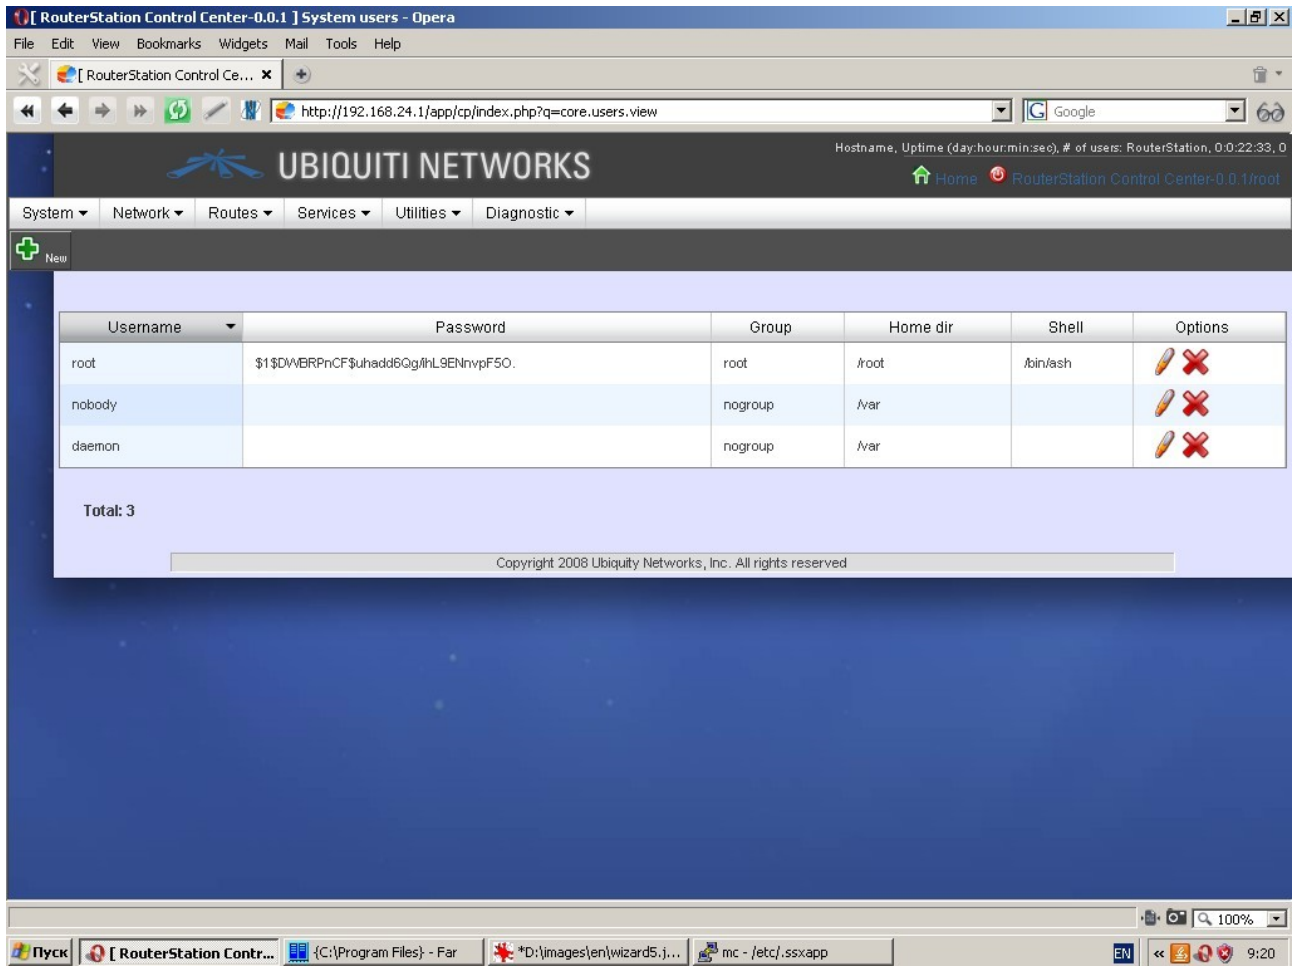 [ RouterStation Control Center-0.0.1 ] System users - Opera
File Edit View Bookmarks Widgets Mail Tools Help
[ RouterStation Control Ce...
http://192.168.24.1/app/cp/index.php?q=core.users.view
Google
Hostname, Uptime (day:hour:min:sec), # of users: RouterStation, 0:0:22:33, 0
UBIQUITI NETWORKS
Home RouterStation Control Center-0.0.1/root
System Network Routes Services Utilities Diagnostic
New
Username Password Group Home dir Shell Options
root $1$DWBRPnCF$uhadd6Qg/ihL9ENnvpF5O. root /root /bin/ash
nobody nogroup /var
daemon nogroup /var
Total: 3
Copyright 2008 Ubiquity Networks, Inc. All rights reserved
100%
Пуск [ RouterStation Contr... {C:\Program Files} - Far *D:\images\en\wizard5.j... mc - /etc/.ssxapp EN « 9:20